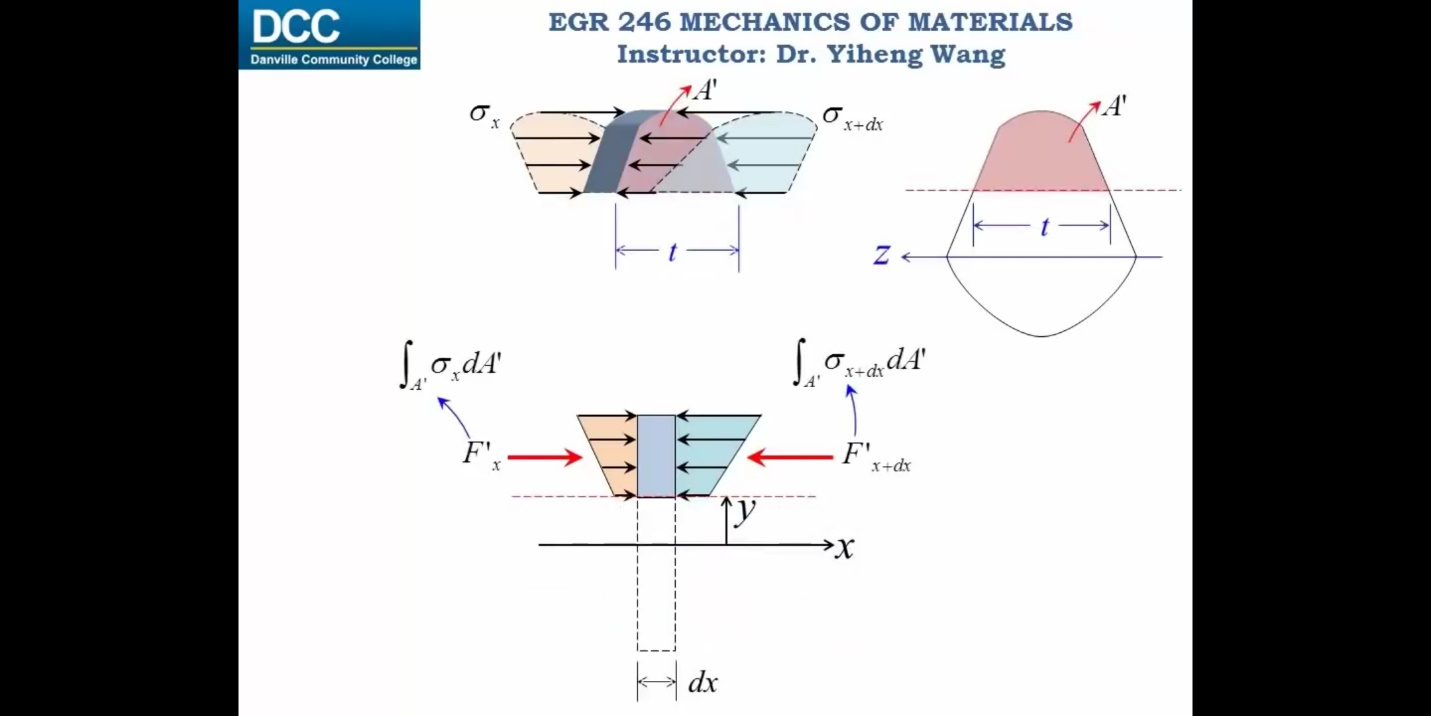 DCC
Danville Community College
EGR 246 MECHANICS OF MATERIALS
Instructor: Dr. Yiheng Wang
σx
A'
σx+dx
A'
t
t
z
∫A' σx dA'
∫A' σx+dx dA'
F'x
F'x+dx
y
x
dx